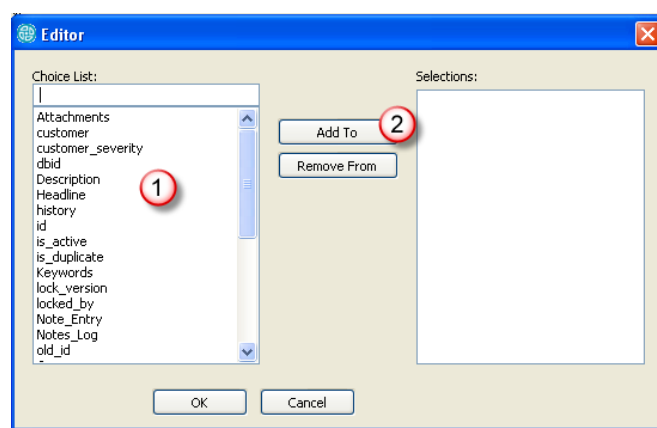 Editor
Choice List:
Selections:
Attachments
customer
customer_severity
dbid
Description
Headline
history
id
is_active
is_duplicate
Keywords
lock_version
locked_by
Note_Entry
Notes_Log
old_id
1
Add To
2
Remove From
OK
Cancel